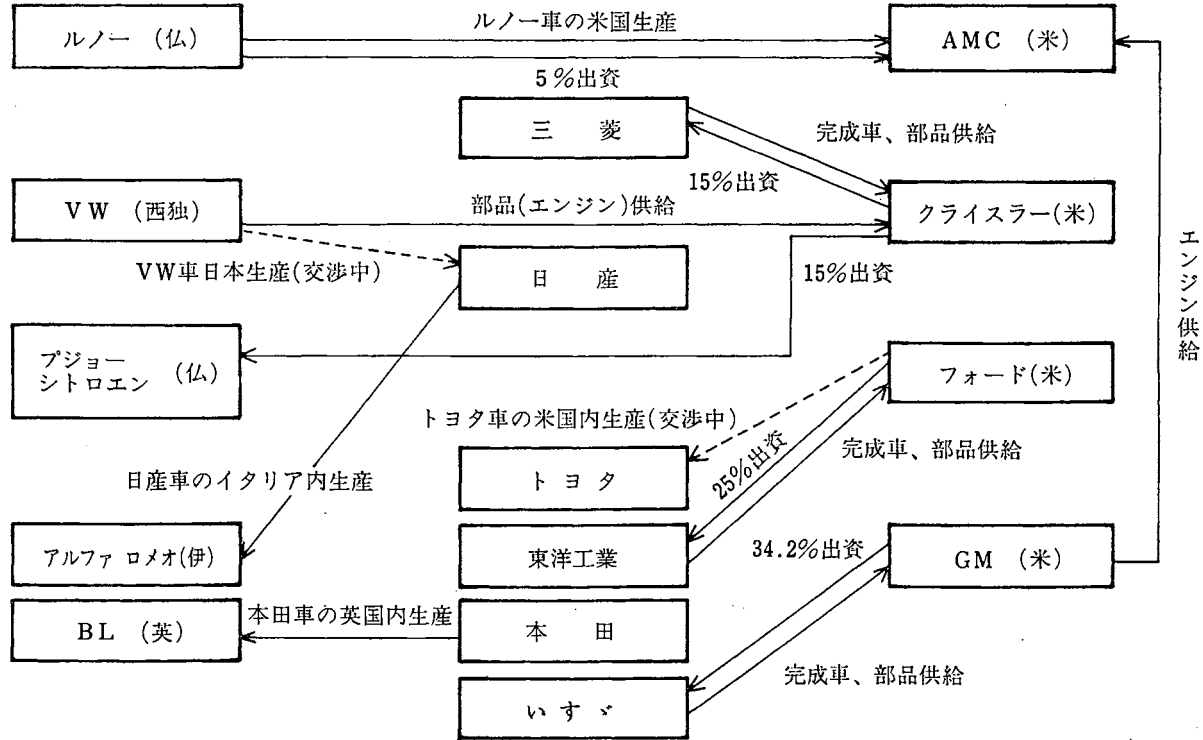 ルノー (仏)
ルノー車の米国生産
AMC (米)
5%出資
三 菱
完成車、部品供給
15%出資
VW (西独)
部品(エンジン)供給
クライスラー(米)
エンジン供給
VW車日本生産(交渉中)
日 産
15%出資
プジョー
シトロエン (仏)
フォード(米)
トヨタ車の米国内生産(交渉中)
25%出資
完成車、部品供給
日産車のイタリア内生産
トヨタ
アルファ ロメオ(伊)
東洋工業
34.2%出資
GM (米)
本田車の英国内生産
BL (英)
本 田
完成車、部品供給
いすゞ